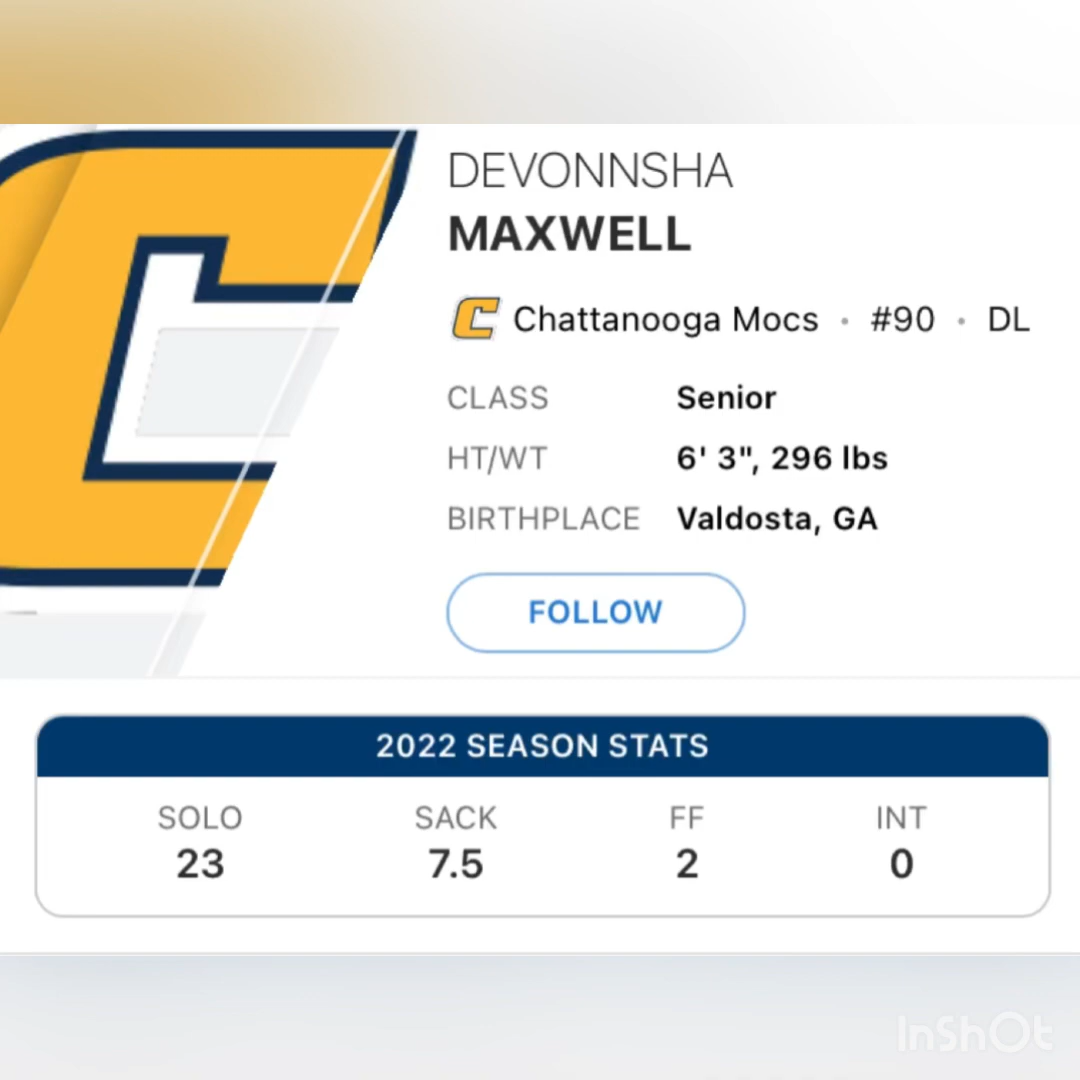 DEVONNSHA
MAXWELL
C Chattanooga Mocs • #90 • DL
CLASS Senior
HT/WT 6' 3", 296 lbs
BIRTHPLACE Valdosta, GA
FOLLOW
2022 SEASON STATS
SOLO SACK FF INT
23 7.5 2 0
InShOt